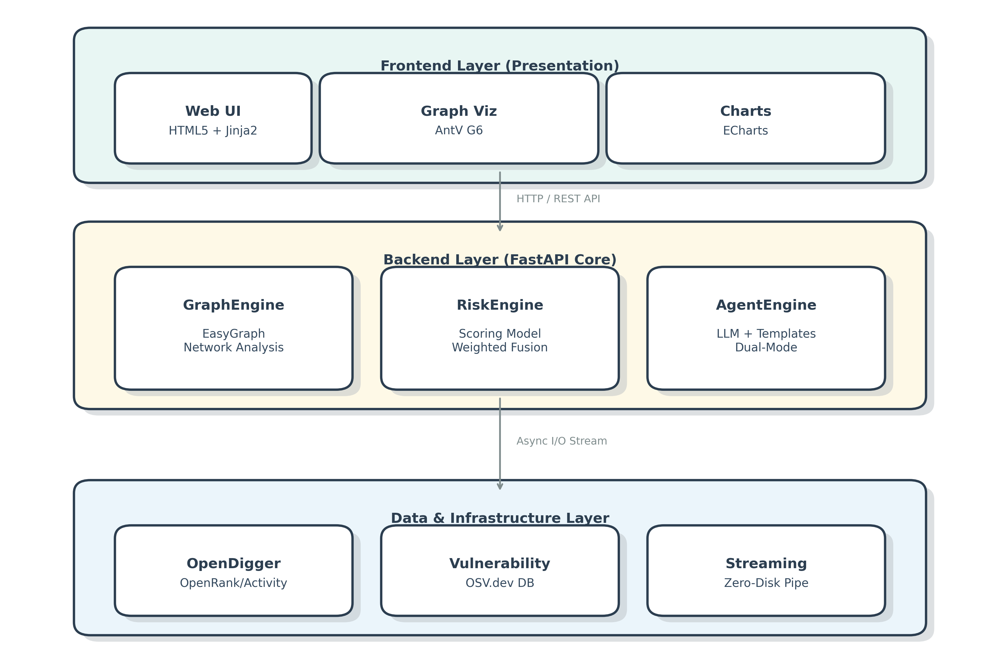 Frontend Layer (Presentation)
Web UI
HTML5 + Jinja2
Graph Viz
AntV G6
Charts
ECharts
HTTP / REST API
Backend Layer (FastAPI Core)
GraphEngine
EasyGraph
Network Analysis
RiskEngine
Scoring Model
Weighted Fusion
AgentEngine
LLM + Templates
Dual-Mode
Async I/O Stream
Data & Infrastructure Layer
OpenDigger
OpenRank/Activity
Vulnerability
OSV.dev DB
Streaming
Zero-Disk Pipe